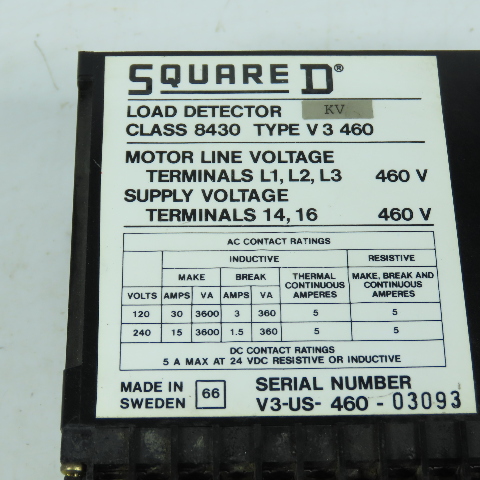 SQUARE D®
LOAD DETECTOR KV
CLASS 8430 TYPE V 3 460
MOTOR LINE VOLTAGE
TERMINALS L1, L2, L3 460 V
SUPPLY VOLTAGE
TERMINALS 14, 16 460 V
AC CONTACT RATINGS
INDUCTIVE RESISTIVE
MAKE BREAK THERMAL CONTINUOUS AMPERES MAKE, BREAK AND CONTINUOUS AMPERES
VOLTS AMPS VA AMPS VA
120 30 3600 3 360 5 5
240 15 3600 1.5 360 5 5
DC CONTACT RATINGS
5 A MAX AT 24 VDC RESISTIVE OR INDUCTIVE
MADE IN SWEDEN 66 SERIAL NUMBER
V3-US- 460 - 03093